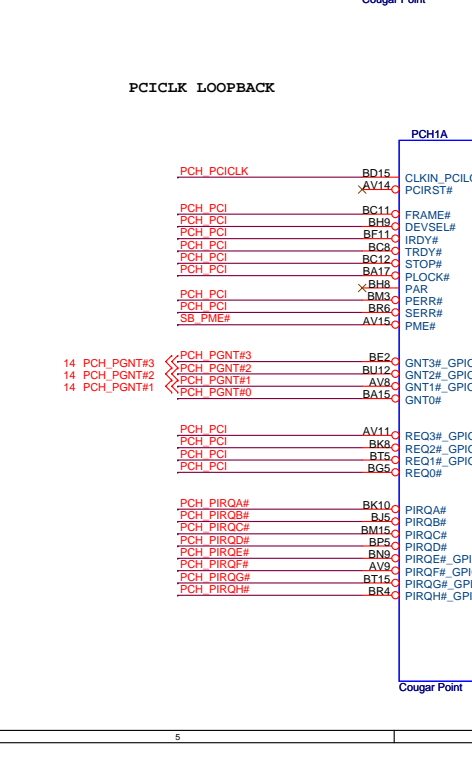 Cougar Point
PCICLK LOOPBACK
PCH1A
PCH_PCICLK BD15 CLKIN_PCILO
AV14 PCIRST#
PCH_PCI BC11 FRAME#
PCH_PCI BH9 DEVSEL#
PCH_PCI BF11 IRDY#
PCH_PCI BC8 TRDY#
PCH_PCI BC12 STOP#
PCH_PCI BA17 PLOCK#
BH8 PAR
PCH_PCI BM3 PERR#
PCH_PCI BR6 SERR#
SB_PME# AV15 PME#
14 PCH_PGNT#3 PCH_PGNT#3 BE2 GNT3#_GPIO
14 PCH_PGNT#2 PCH_PGNT#2 BU12 GNT2#_GPIO
14 PCH_PGNT#1 PCH_PGNT#1 AV8 GNT1#_GPIO
PCH_PGNT#0 BA15 GNT0#
PCH_PCI AV11 REQ3#_GPIO
PCH_PCI BK8 REQ2#_GPIO
PCH_PCI BT5 REQ1#_GPIO
PCH_PCI BG5 REQ0#
PCH_PIRQA# BK10 PIRQA#
PCH_PIRQB# BJ5 PIRQB#
PCH_PIRQC# BM15 PIRQC#
PCH_PIRQD# BP5 PIRQD#
PCH_PIRQE# BN9 PIRQE#_GPI
PCH_PIRQF# AV9 PIRQF#_GPI
PCH_PIRQG# BT15 PIRQG#_GPI
PCH_PIRQH# BR4 PIRQH#_GPI
Cougar Point
5